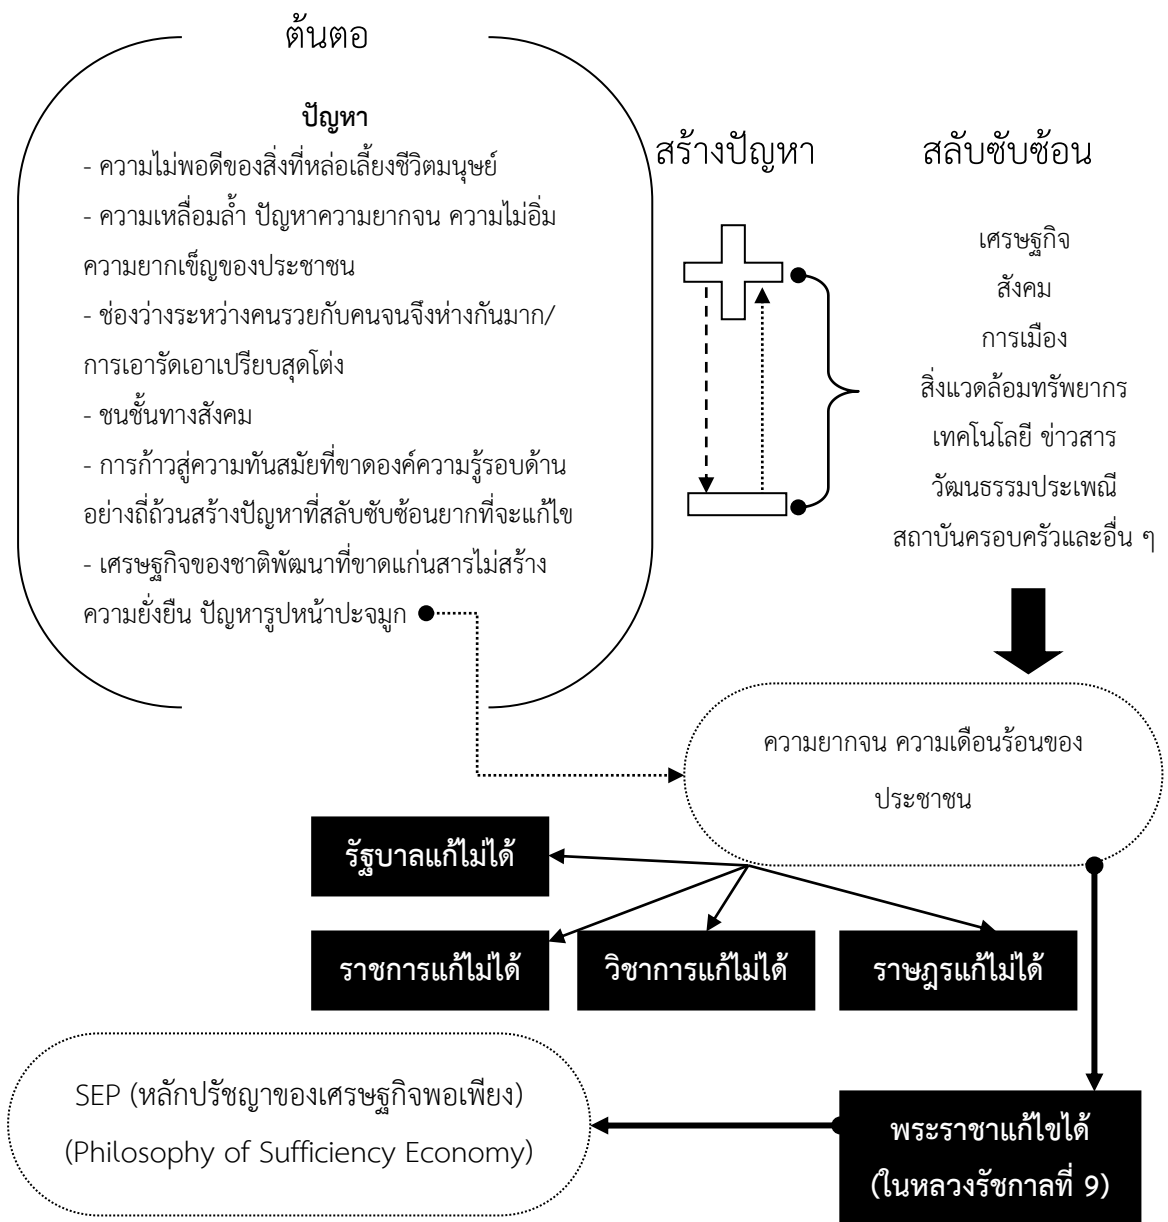 ต้นตอ
ปัญหา
- ความไม่พอดีของสิ่งที่หล่อเลี้ยงชีวิตมนุษย์
- ความเหลื่อมล้ำ ปัญหาความยากจน ความไม่อิ่ม
ความยากเข็ญของประชาชน
- ช่องว่างระหว่างคนรวยกับคนจนจึงห่างกันมาก/
การเอารัดเอาเปรียบสุดโต่ง
- ชนชั้นทางสังคม
- การก้าวสู่ความทันสมัยที่ขาดองค์ความรู้รอบด้าน
อย่างถี่ถ้วนสร้างปัญหาที่สลับซับซ้อนยากที่จะแก้ไข
- เศรษฐกิจของชาติพัฒนาที่ขาดแก่นสารไม่สร้าง
ความยั่งยืน ปัญหารูปหน้าปะจมูก
สร้างปัญหา
สลับซับซ้อน
เศรษฐกิจ
สังคม
การเมือง
สิ่งแวดล้อมทรัพยากร
เทคโนโลยี ข่าวสาร
วัฒนธรรมประเพณี
สถาบันครอบครัวและอื่น ๆ
ความยากจน ความเดือนร้อนของ
ประชาชน
รัฐบาลแก้ไม่ได้
ราชการแก้ไม่ได้
วิชาการแก้ไม่ได้
ราษฎรแก้ไม่ได้
SEP (หลักปรัชญาของเศรษฐกิจพอเพียง)
(Philosophy of Sufficiency Economy)
พระราชาแก้ไขได้
(ในหลวงรัชกาลที่ 9)